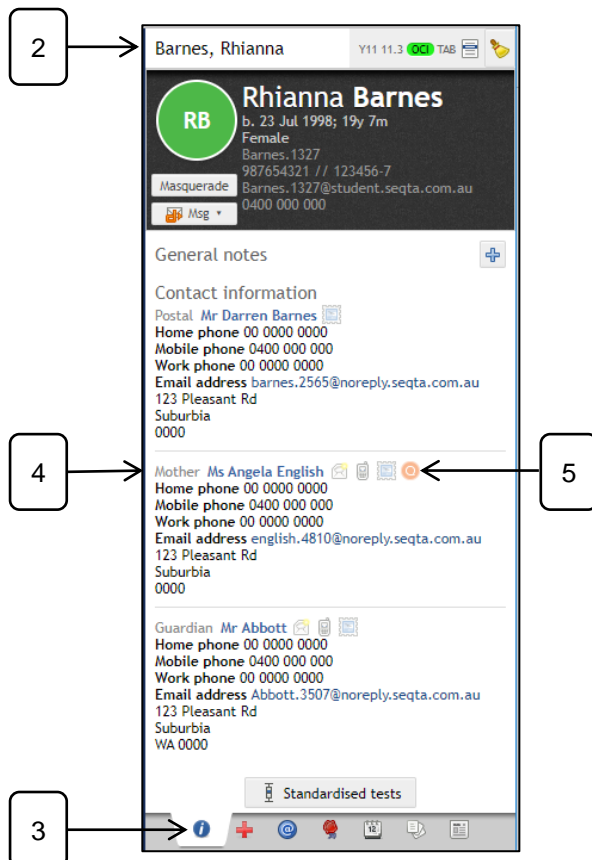 2
Barnes, Rhianna Y11 11.3 OCI TAB
RB
Rhianna Barnes
b. 23 Jul 1998; 19y 7m
Female
Barnes.1327
987654321 // 123456-7
Masquerade
Barnes.1327@student.seqta.com.au
0400 000 000
Msg
General notes
Contact information
Postal Mr Darren Barnes
Home phone 00 0000 0000
Mobile phone 0400 000 000
Work phone 00 0000 0000
Email address barnes.2565@noreply.seqta.com.au
123 Pleasant Rd
Suburbia
0000
4
Mother Ms Angela English
5
Home phone 00 0000 0000
Mobile phone 0400 000 000
Work phone 00 0000 0000
Email address english.4810@noreply.seqta.com.au
123 Pleasant Rd
Suburbia
0000
Guardian Mr Abbott
Home phone 00 0000 0000
Mobile phone 0400 000 000
Work phone 00 0000 0000
Email address Abbott.3507@noreply.seqta.com.au
123 Pleasant Rd
Suburbia
WA 0000
Standardised tests
3
12